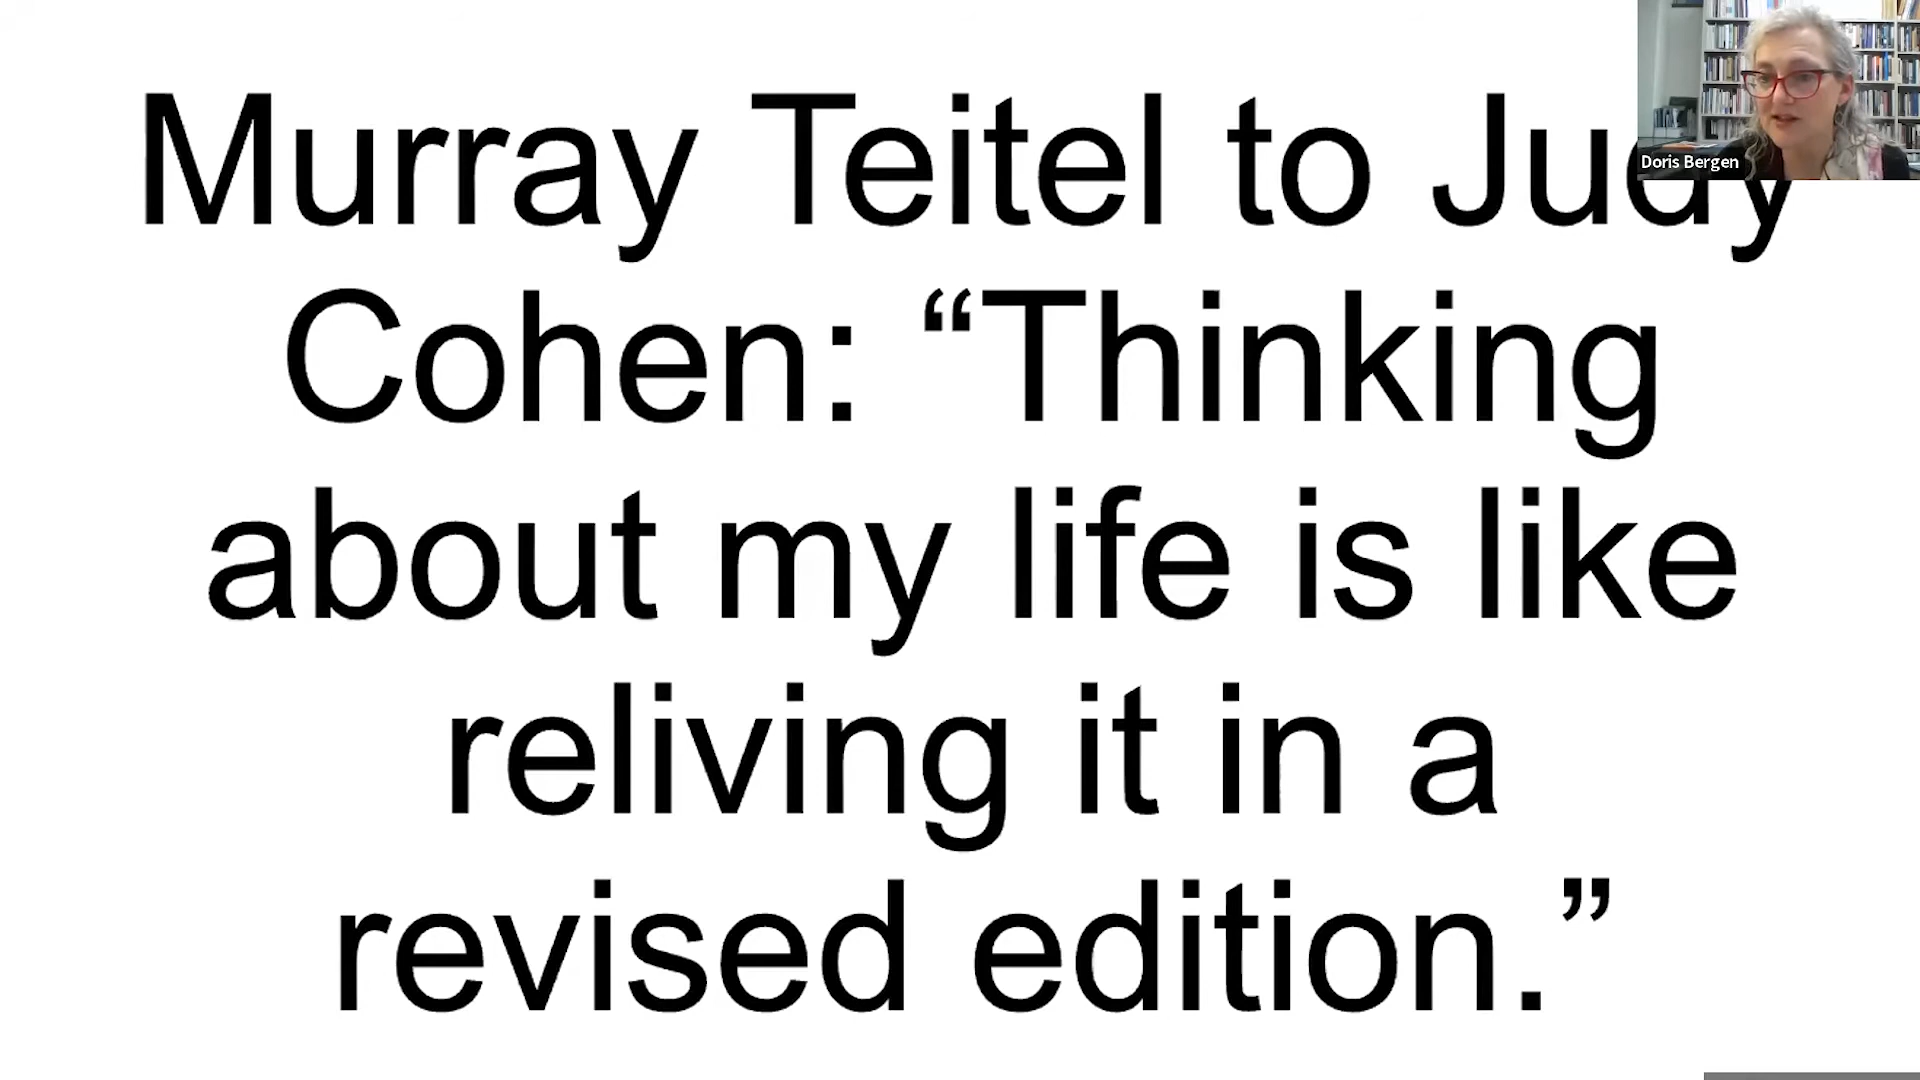 Murray Teitel to Judy
Cohen: “Thinking
about my life is like
reliving it in a
revised edition.”
Doris Bergen